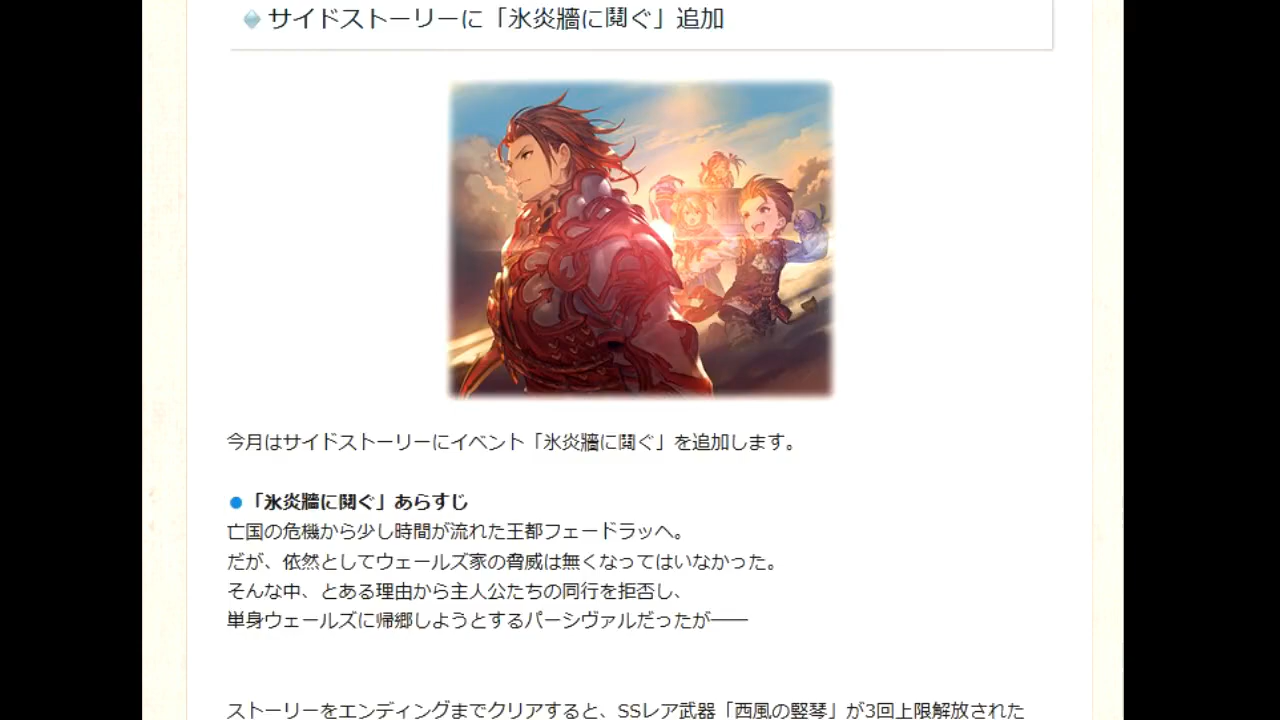 サイドストーリーに「氷炎牆に鬩ぐ」追加
今月はサイドストーリーにイベント「氷炎牆に鬩ぐ」を追加します。
●「氷炎牆に鬩ぐ」あらすじ
亡国の危機から少し時間が流れた王都フェードラッヘ。
だが、依然としてウェールズ家の脅威は無くなってはいなかった。
そんな中、とある理由から主人公たちの同行を拒否し、
単身ウェールズに帰郷しようとするパーシヴァルだったが――
ストーリーをエンディングまでクリアすると、SSレア武器「西風の竪琴」が3回上限解放された